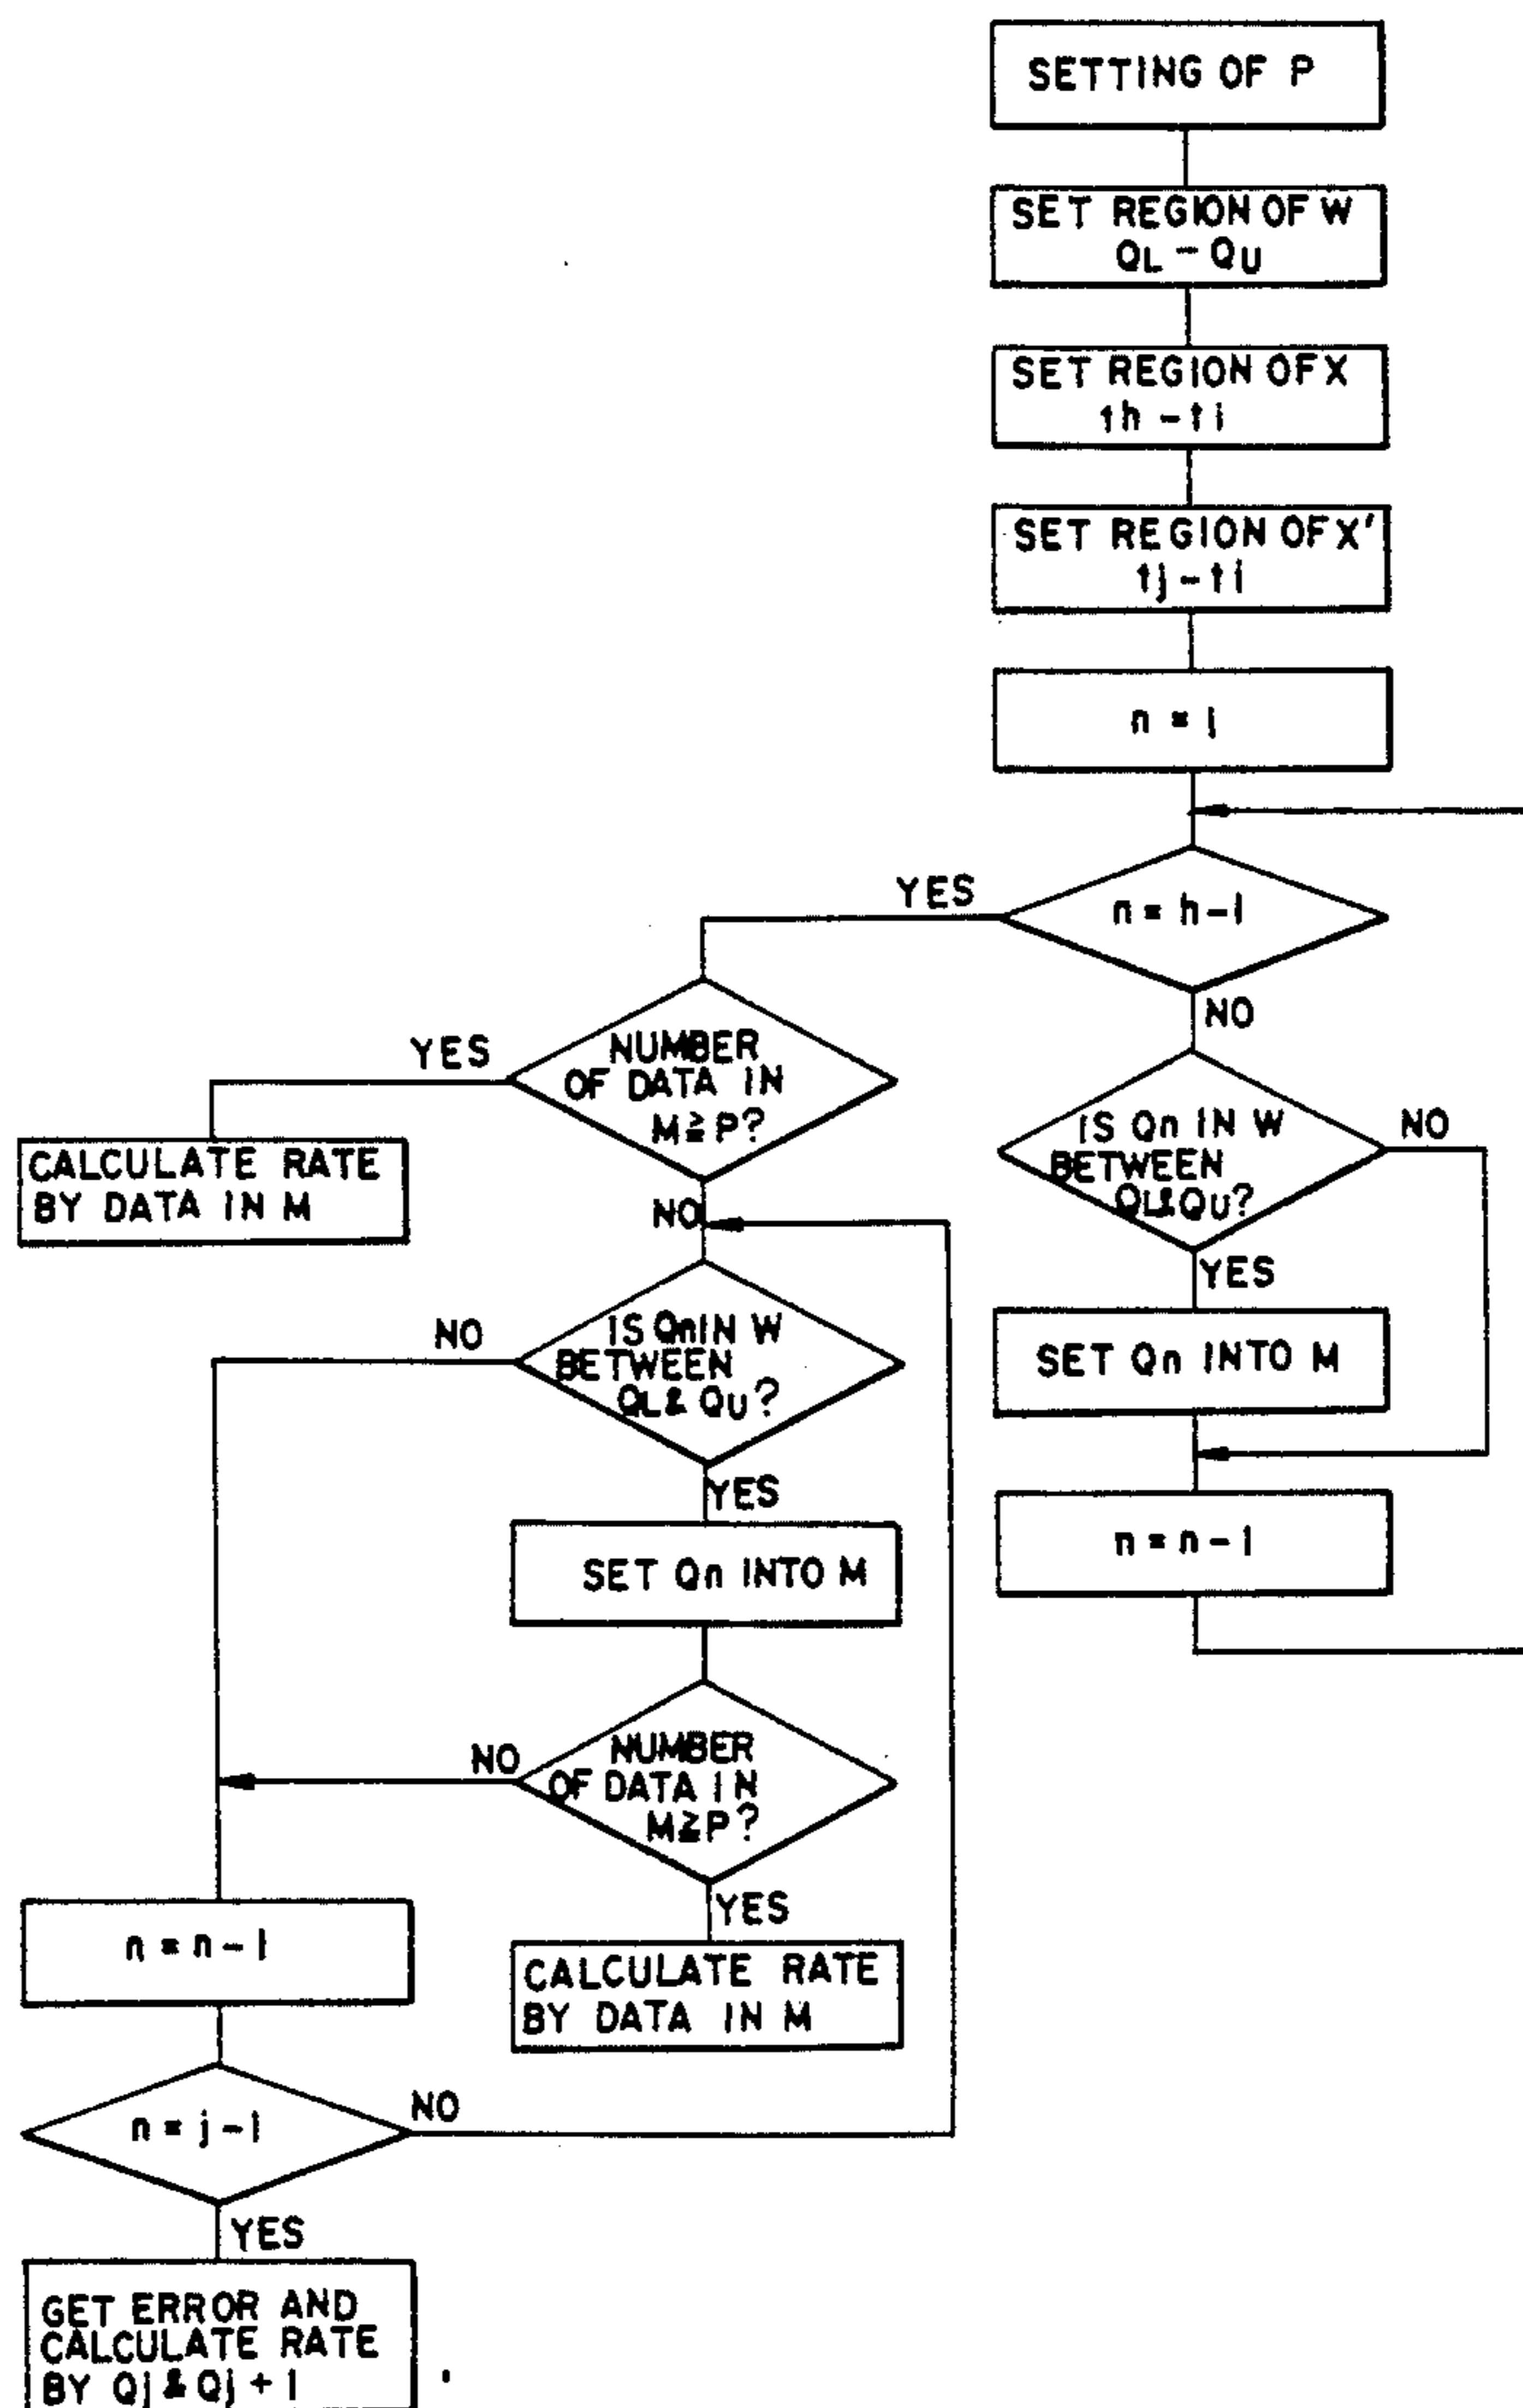 SETTING OF P
SET REGION OF W
QL - QU
SET REGION OF X
th - ti
SET REGION OF X'
tj - ti
n = i
n = h-1
YES
NO
NUMBER
OF DATA IN
M ≧ P?
YES
NO
CALCULATE RATE
BY DATA IN M
IS Qn IN W
BETWEEN
QL & QU?
NO
YES
SET Qn INTO M
n = n-1
IS Qn IN W
BETWEEN
QL & QU?
NO
YES
SET Qn INTO M
NUMBER
OF DATA IN
M ≧ P?
NO
YES
CALCULATE RATE
BY DATA IN M
n = n-1
n = j-1
NO
YES
GET ERROR AND
CALCULATE RATE
BY Qj & Qj + 1